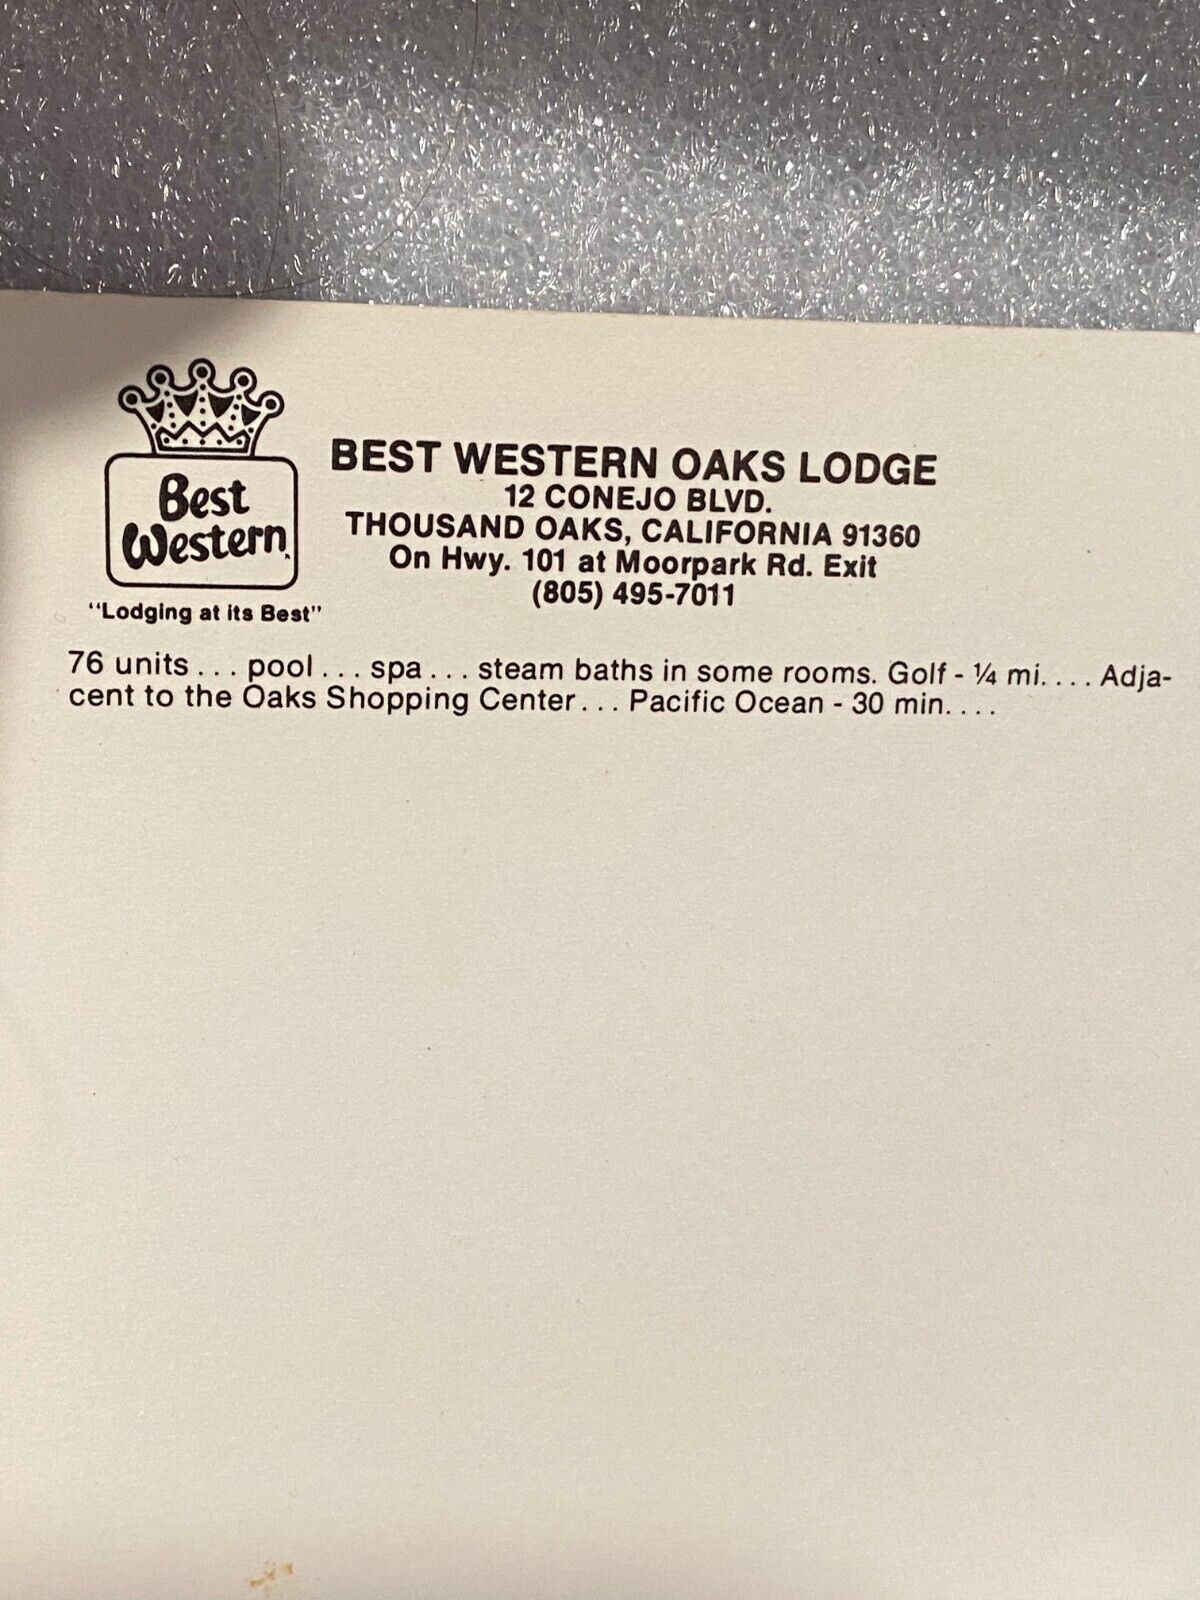 Best
Western
"Lodging at its Best"
BEST WESTERN OAKS LODGE
12 CONEJO BLVD.
THOUSAND OAKS, CALIFORNIA 91360
On Hwy. 101 at Moorpark Rd. Exit
(805) 495-7011
76 units... pool... spa... steam baths in some rooms. Golf - ¼ mi.... Adja-
cent to the Oaks Shopping Center... Pacific Ocean - 30 min....